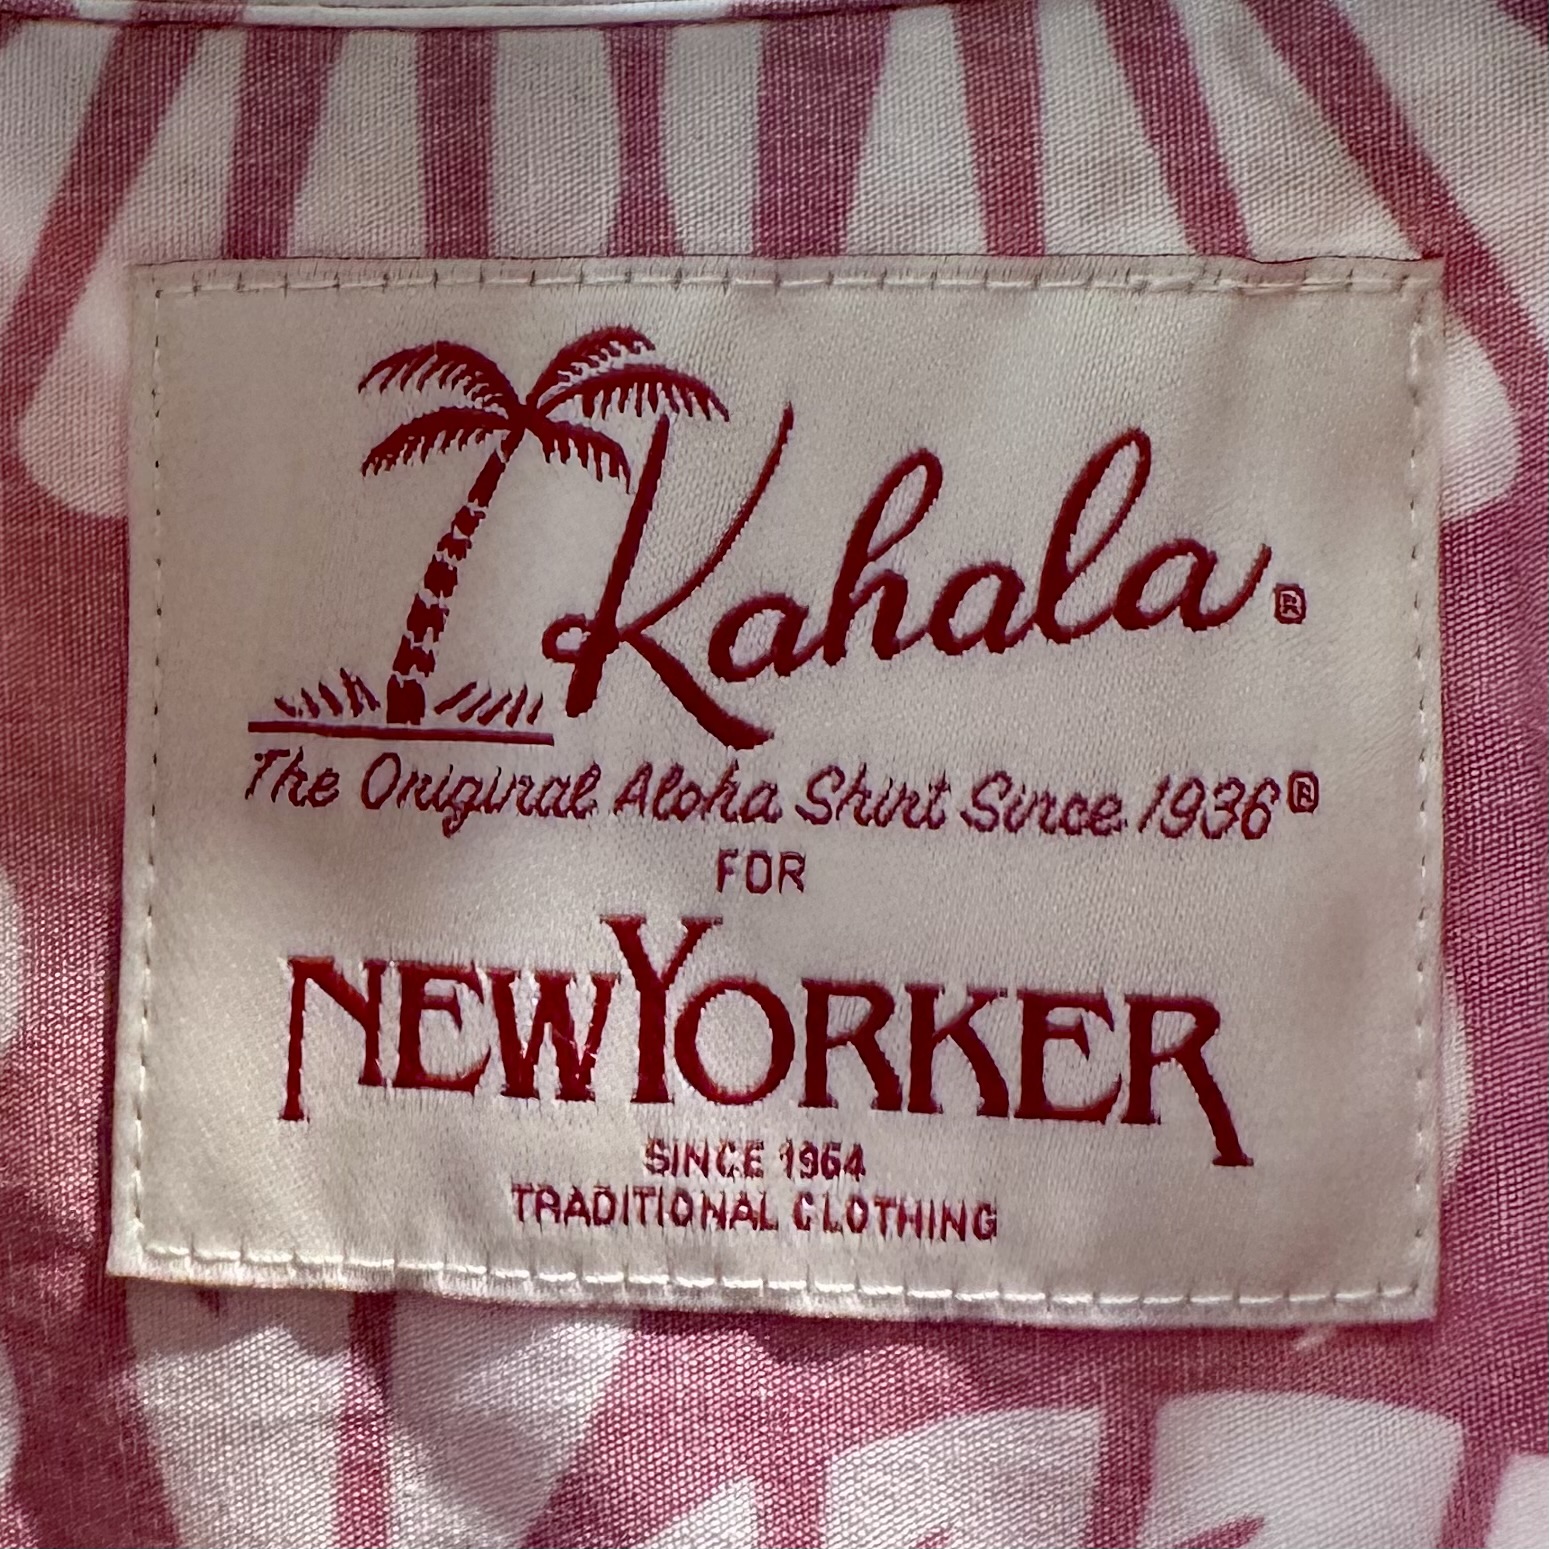 Kahala®
The Original Aloha Shirt Since 1936®
FOR
NEWYORKER
SINCE 1964
TRADITIONAL CLOTHING